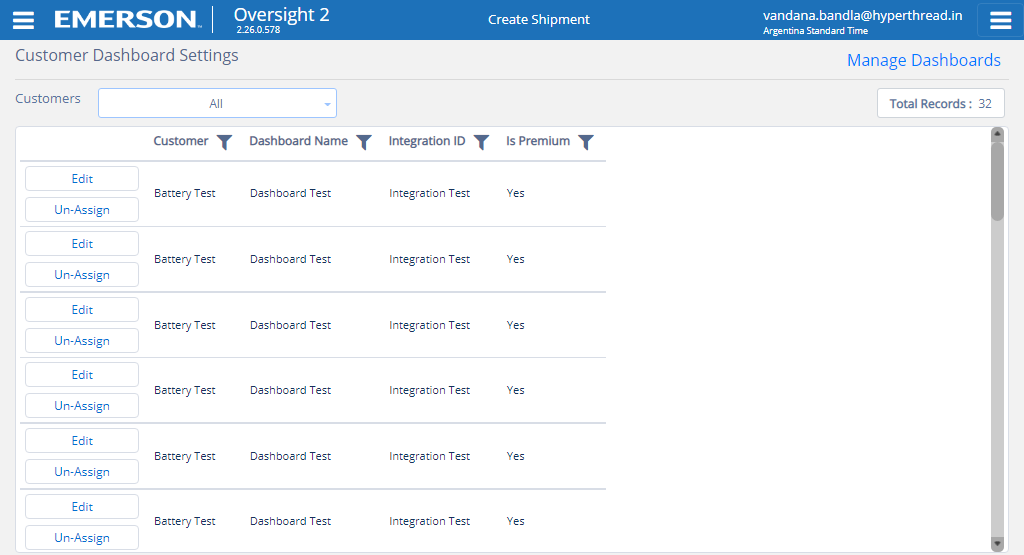 EMERSON.
Oversight 2
2.26.0.578
Create Shipment
vandana.bandla@hyperthread.in
Argentina Standard Time
Customer Dashboard Settings
Manage Dashboards
Customers
All
Total Records : 32
Customer Dashboard Name Integration ID Is Premium
Edit
Un-Assign
Battery Test Dashboard Test Integration Test Yes
Edit
Un-Assign
Battery Test Dashboard Test Integration Test Yes
Edit
Un-Assign
Battery Test Dashboard Test Integration Test Yes
Edit
Un-Assign
Battery Test Dashboard Test Integration Test Yes
Edit
Un-Assign
Battery Test Dashboard Test Integration Test Yes
Edit
Un-Assign
Battery Test Dashboard Test Integration Test Yes